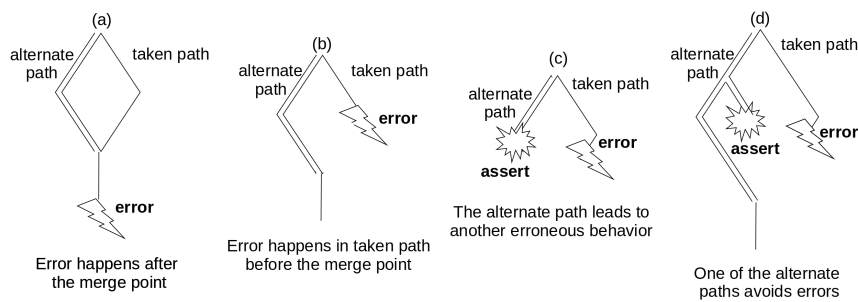 (a)
alternate
path
taken path
error
Error happens after
the merge point
(b)
alternate
path
taken path
error
Error happens in taken path
before the merge point
(c)
alternate
path
taken path
error
assert
The alternate path leads to
another erroneous behavior
(d)
alternate
path
taken path
error
assert
One of the alternate
paths avoids errors